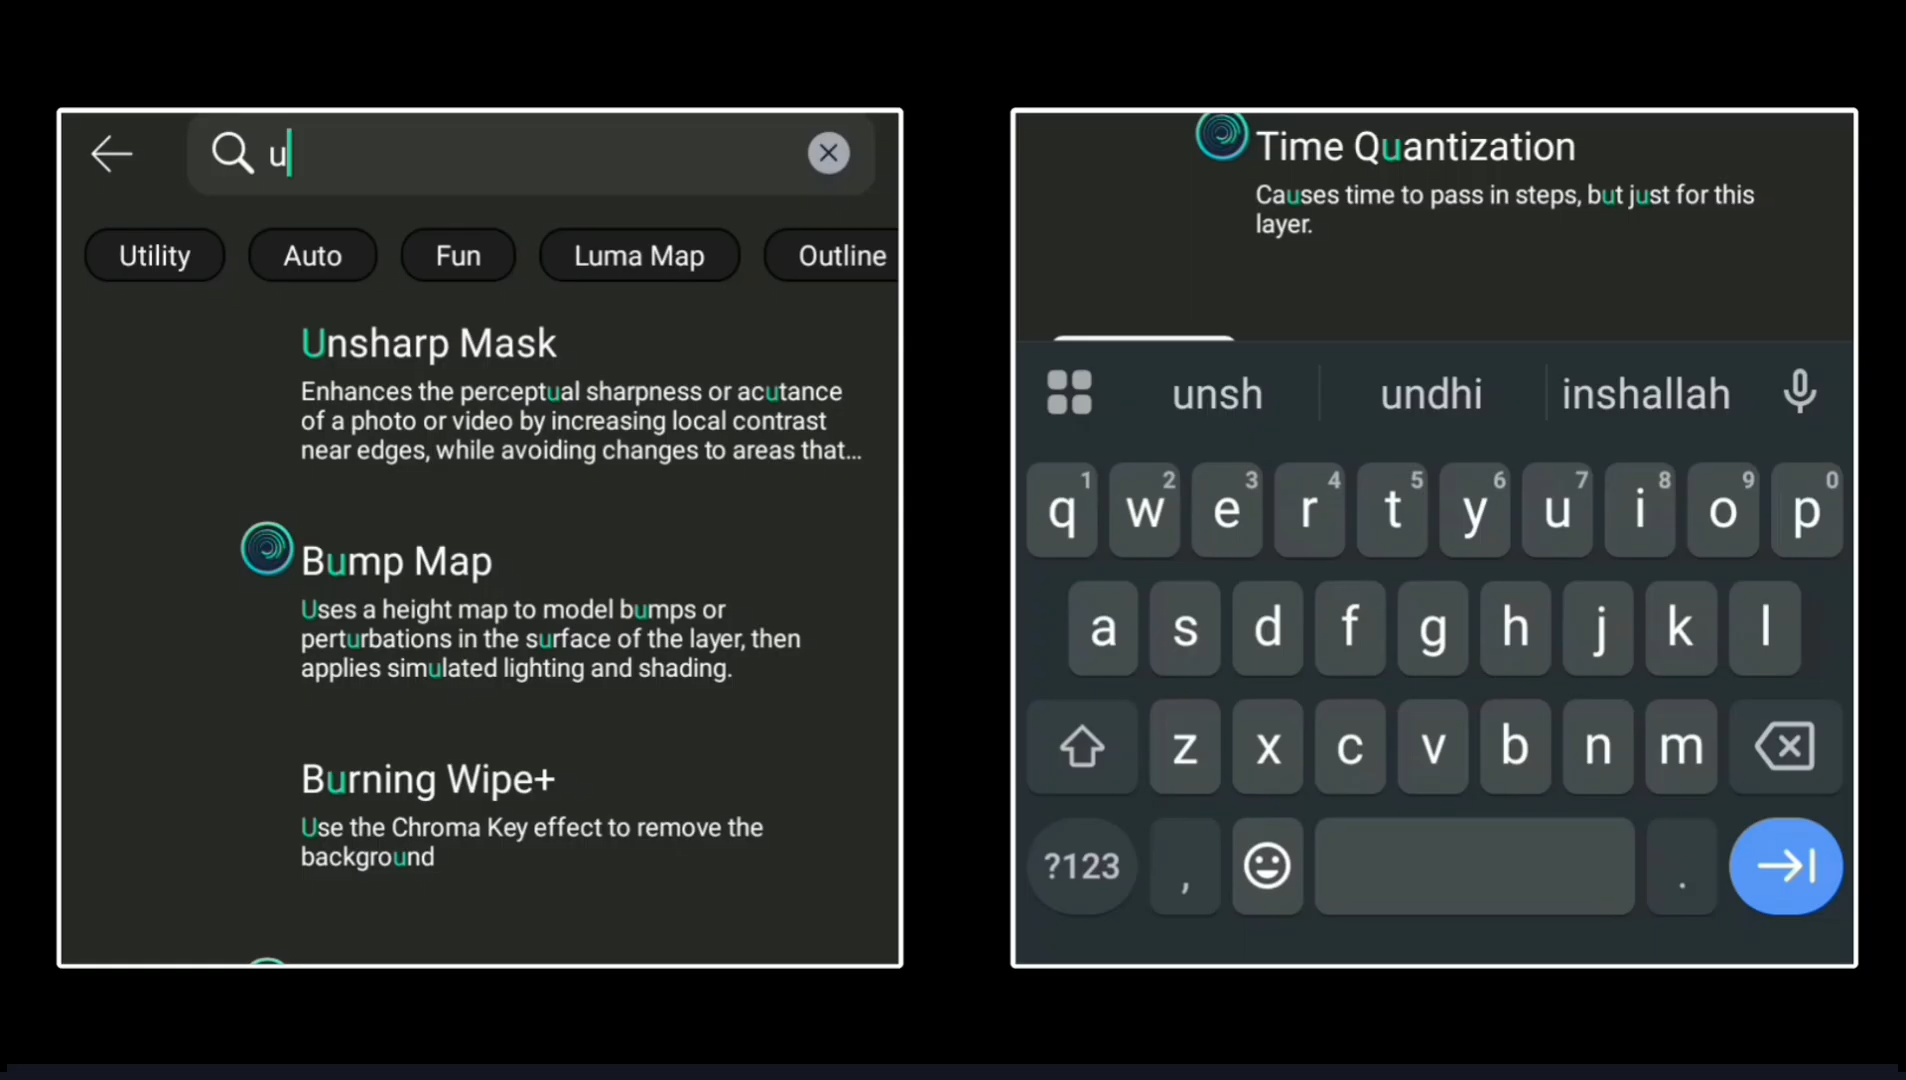 u
Utility Auto Fun Luma Map Outline
Unsharp Mask
Enhances the perceptual sharpness or acutance
of a photo or video by increasing local contrast
near edges, while avoiding changes to areas that...
Bump Map
Uses a height map to model bumps or
perturbations in the surface of the layer, then
applies simulated lighting and shading.
Burning Wipe+
Use the Chroma Key effect to remove the
background
Time Quantization
Causes time to pass in steps, but just for this
layer.
unsh undhi inshallah
1 2 3 4 5 6 7 8 9 0
q w e r t y u i o p
a s d f g h j k l
z x c v b n m
?123 , .